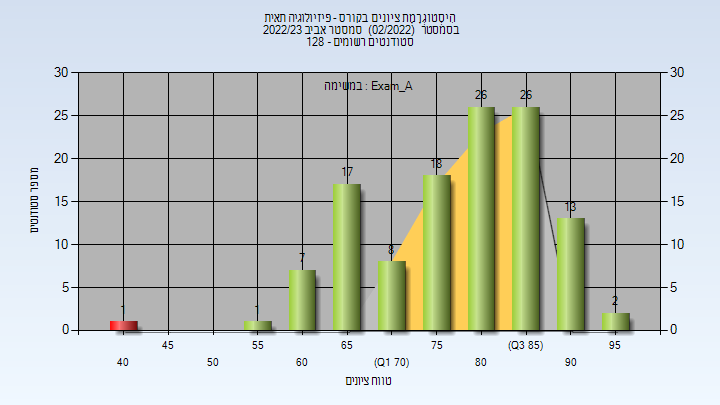 היסטוגרמת ציונים בקורס - פיזיולוגיה תאית
בסמסטר (02/2022) סמסטר אביב 2022/23
סטודנטים רשומים - 128
במשימה : Exam_A
מספר סטודנטים
30 30
25 25
20 20
15 15
10 10
5 5
0 0
1 1 7 17 8 18 26 26 13 2
45 55 65 75 (Q3 85) 95
40 50 60 (Q1 70) 80 90
טווח ציונים